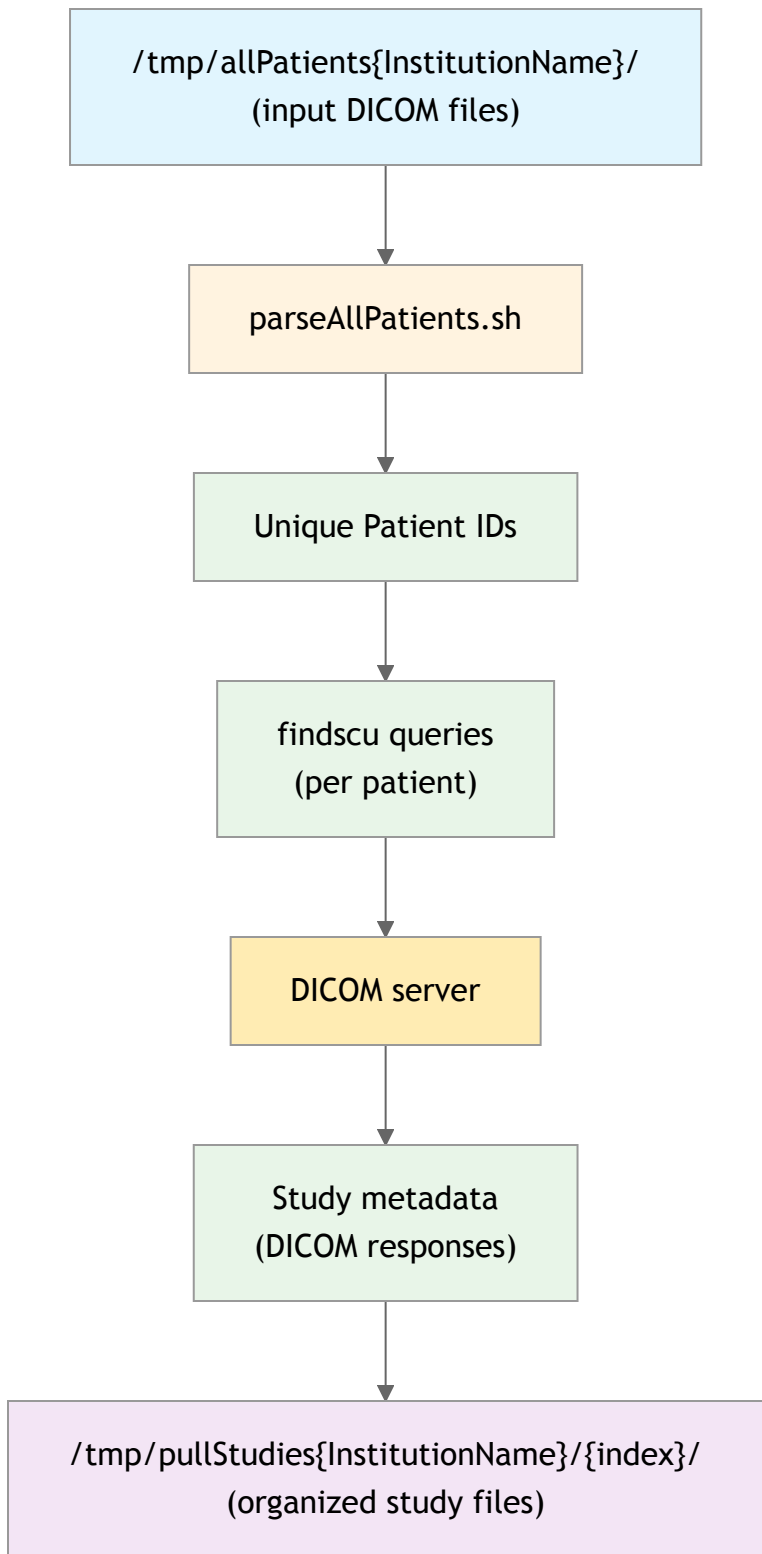 /tmp/allPatients{InstitutionName}/
(input DICOM files)
parseAllPatients.sh
Unique Patient IDs
findscu queries
(per patient)
DICOM server
Study metadata
(DICOM responses)
/tmp/pullStudies{InstitutionName}/{index}/
(organized study files)